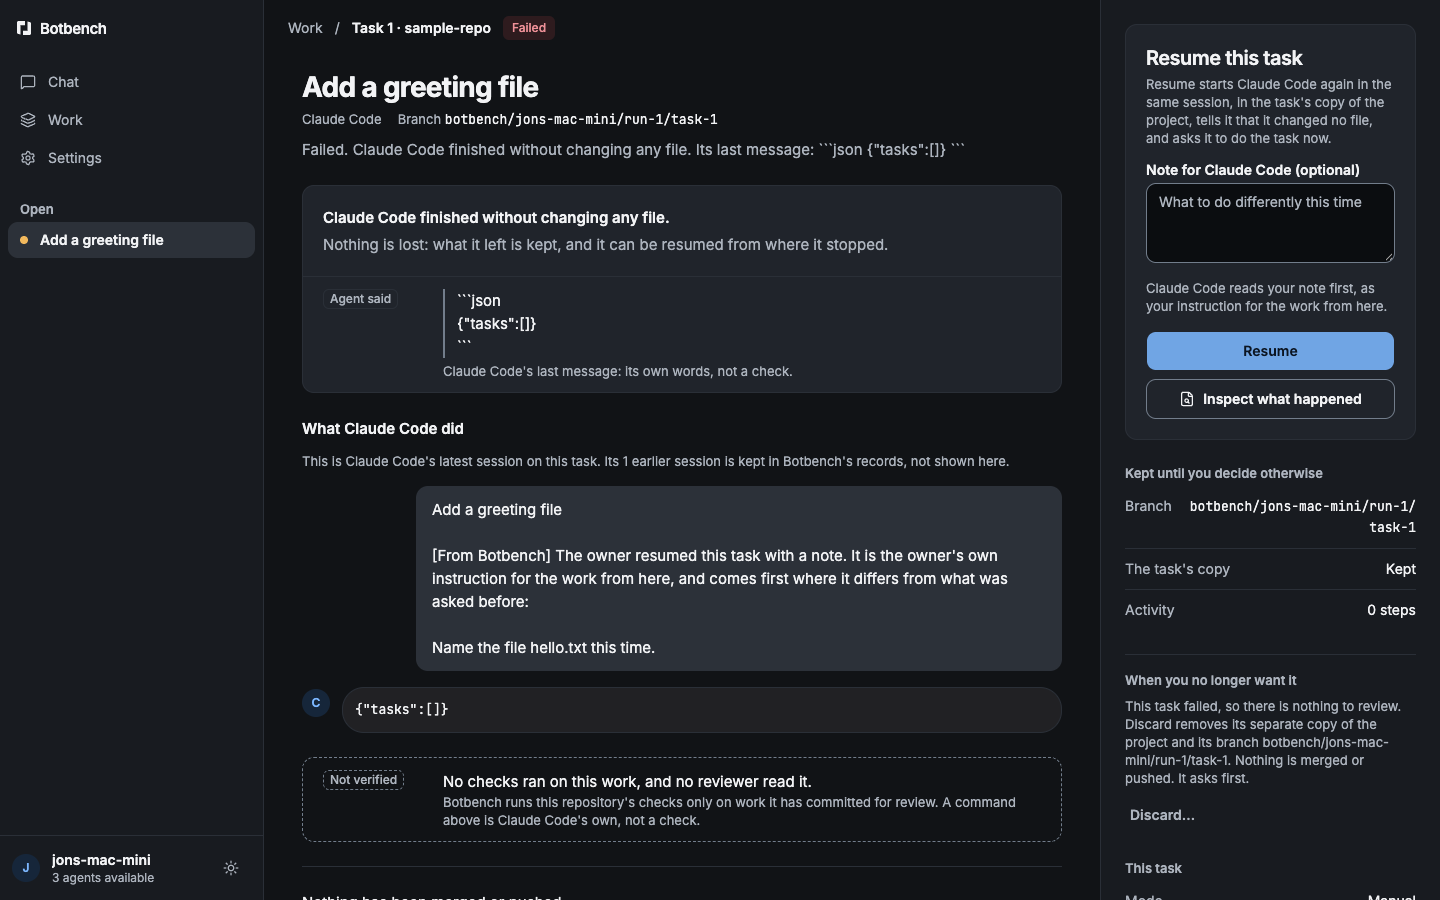 Botbench
Chat
Work
Settings
Open
Add a greeting file
jons-mac-mini
3 agents available
J
Work / Task 1 · sample-repo Failed
Add a greeting file
Claude Code Branch botbench/jons-mac-mini/run-1/task-1
Failed. Claude Code finished without changing any file. Its last message: ```json {"tasks":[]} ```
Claude Code finished without changing any file.
Nothing is lost: what it left is kept, and it can be resumed from where it stopped.
Agent said
```json
{"tasks":[]}
```
Claude Code's last message: its own words, not a check.
What Claude Code did
This is Claude Code's latest session on this task. Its 1 earlier session is kept in Botbench's records, not shown here.
Add a greeting file
[From Botbench] The owner resumed this task with a note. It is the owner's own
instruction for the work from here, and comes first where it differs from what was
asked before:
Name the file hello.txt this time.
C
{"tasks":[]}
Not verified
No checks ran on this work, and no reviewer read it.
Botbench runs this repository's checks only on work it has committed for review. A command
above is Claude Code's own, not a check.
Nothing has been merged or pushed
Resume this task
Resume starts Claude Code again in the
same session, in the task's copy of the
project, tells it that it changed no file,
and asks it to do the task now.
Note for Claude Code (optional)
What to do differently this time
Claude Code reads your note first, as
your instruction for the work from here.
Resume
Inspect what happened
Kept until you decide otherwise
Branch botbench/jons-mac-mini/run-1/
task-1
The task's copy Kept
Activity 0 steps
When you no longer want it
This task failed, so there is nothing to review.
Discard removes its separate copy of the
project and its branch botbench/jons-mac-
mini/run-1/task-1. Nothing is merged or
pushed. It asks first.
Discard...
This task
Mode Manual